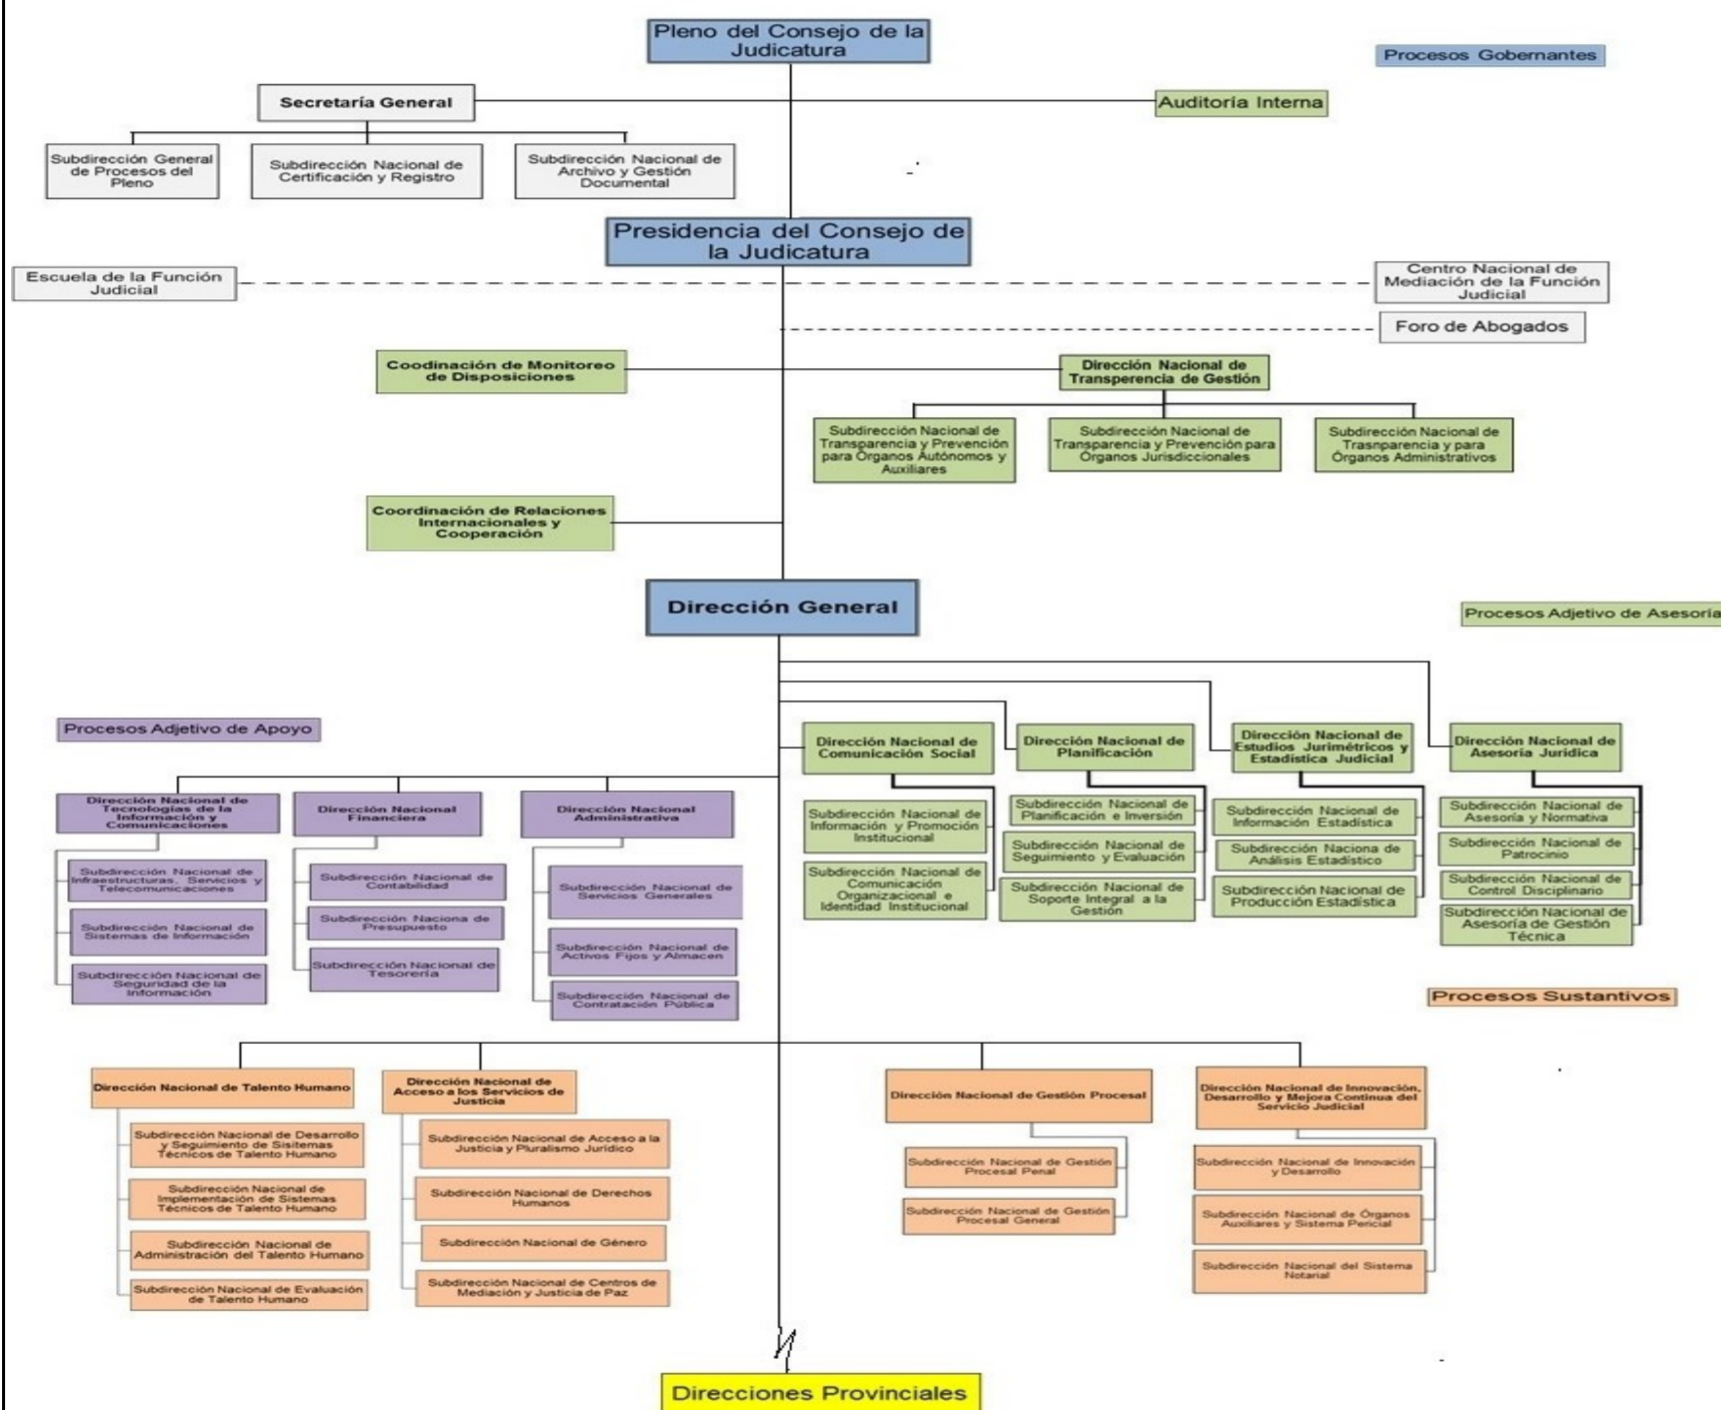 Pleno del Consejo de la
Judicatura
Procesos Gobernantes
Secretaría General
Auditoría Interna
Subdirección General
de Procesos del
Pleno
Subdirección Nacional de
Certificación y Registro
Subdirección Nacional de
Archivo y Gestión
Documental
Presidencia del Consejo de
la Judicatura
Escuela de la Función
Judicial
Centro Nacional de
Mediación de la Función
Judicial
Foro de Abogados
Coodinación de Monitoreo
de Disposiciones
Dirección Nacional de
Transperencia de Gestión
Subdirección Nacional de
Transparencia y Prevención
para Órganos Autónomos y
Auxiliares
Subdirección Nacional de
Transparencia y Prevención para
Órganos Jurisdiccionales
Subdirección Nacional de
Trasnparencia y para
Órganos Administrativos
Coordinación de Relaciones
Internacionales y
Cooperación
Dirección General
Procesos Adjetivo de Asesoría
Procesos Adjetivo de Apoyo
Dirección Nacional de
Comunicación Social
Dirección Nacional de
Planificación
Dirección Nacional de
Estudios Jurimétricos y
Estadística Judicial
Dirección Nacional de
Asesoría Jurídica
Subdirección Nacional de
Información y Promoción
Institucional
Subdirección Nacional de
Comunicación
Organizacional e
Identidad Institucional
Subdirección Nacional de
Planificación e Inversión
Subdirección Nacional de
Seguimiento y Evaluación
Subdirección Nacional de
Soporte Integral a la
Gestión
Subdirección Nacional de
Información Estadística
Subdirección Naciona de
Análisis Estadístico
Subdirección Nacional de
Producción Estadística
Subdirección Nacional de
Asesoría y Normativa
Subdirección Nacional de
Patrocinio
Subdirección Nacional de
Control Disciplinario
Subdirección Nacional de
Asesoría de Gestión
Técnica
Dirección Nacional de
Tecnologías de la
Información y
Comunicaciones
Dirección Nacional
Financiera
Dirección Nacional
Administrativa
Subdirección Nacional de
Infraestructuras, Servicios y
Telecomunicaciones
Subdirección Nacional de
Sistemas de Información
Subdirección Nacional de
Seguridad de la
Información
Subdirección Nacional de
Contabilidad
Subdirección Naciona de
Presupuesto
Subdirección Nacional de
Tesorería
Subdirección Nacional de
Servicios Generales
Subdirección Nacional de
Activos Fijos y Almacen
Subdirección Nacional de
Contratación Pública
Procesos Sustantivos
Dirección Nacional de Talento Humano
Dirección Nacional de
Acceso a los Servicios de
Justicia
Dirección Nacional de Gestión Procesal
Dirección Nacional de Innovación,
Desarrollo y Mejora Continua del
Servicio Judicial
Subdirección Nacional de Desarrollo
y Seguimiento de Sisitemas
Técnicos de Talento Humano
Subdirección Nacional de
Implementación de Sistemas
Técnicos de Talento Humano
Subdirección Nacional de
Administración del Talento Humano
Subdirección Nacional de Evaluación
de Talento Humano
Subdirección Nacional de Acceso a la
Justicia y Pluralismo Jurídico
Subdirección Nacional de Derechos
Humanos
Subdirección Nacional de Género
Subdirección Nacional de Centros de
Mediación y Justicia de Paz
Subdirección Nacional de Gestión
Procesal Penal
Subdirección Nacional de Gestión
Procesal General
Subdirección Nacional de Innovación
y Desarrollo
Subdirección Nacional de Órganos
Auxiliares y Sistema Pericial
Subdirección Nacional del Sistema
Notarial
Direcciones Provinciales